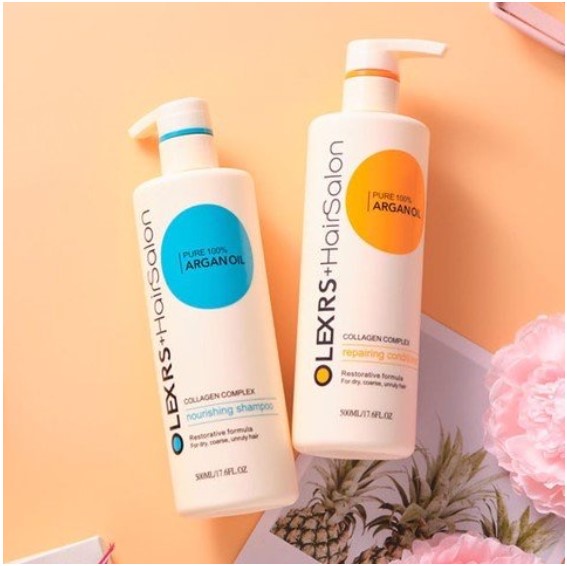 OLEXRS+HairSalon
PURE 100%
ARGAN OIL
COLLAGEN COMPLEX
nourishing shampoo
Restorative formula
For dry, coarse, unruly hair
500ML/17.6FL.OZ
OLEXRS+HairSalon
PURE 100%
ARGAN OIL
COLLAGEN COMPLEX
repairing conditioner
Restorative formula
For dry, coarse, unruly hair
500ML/17.6FL.OZ